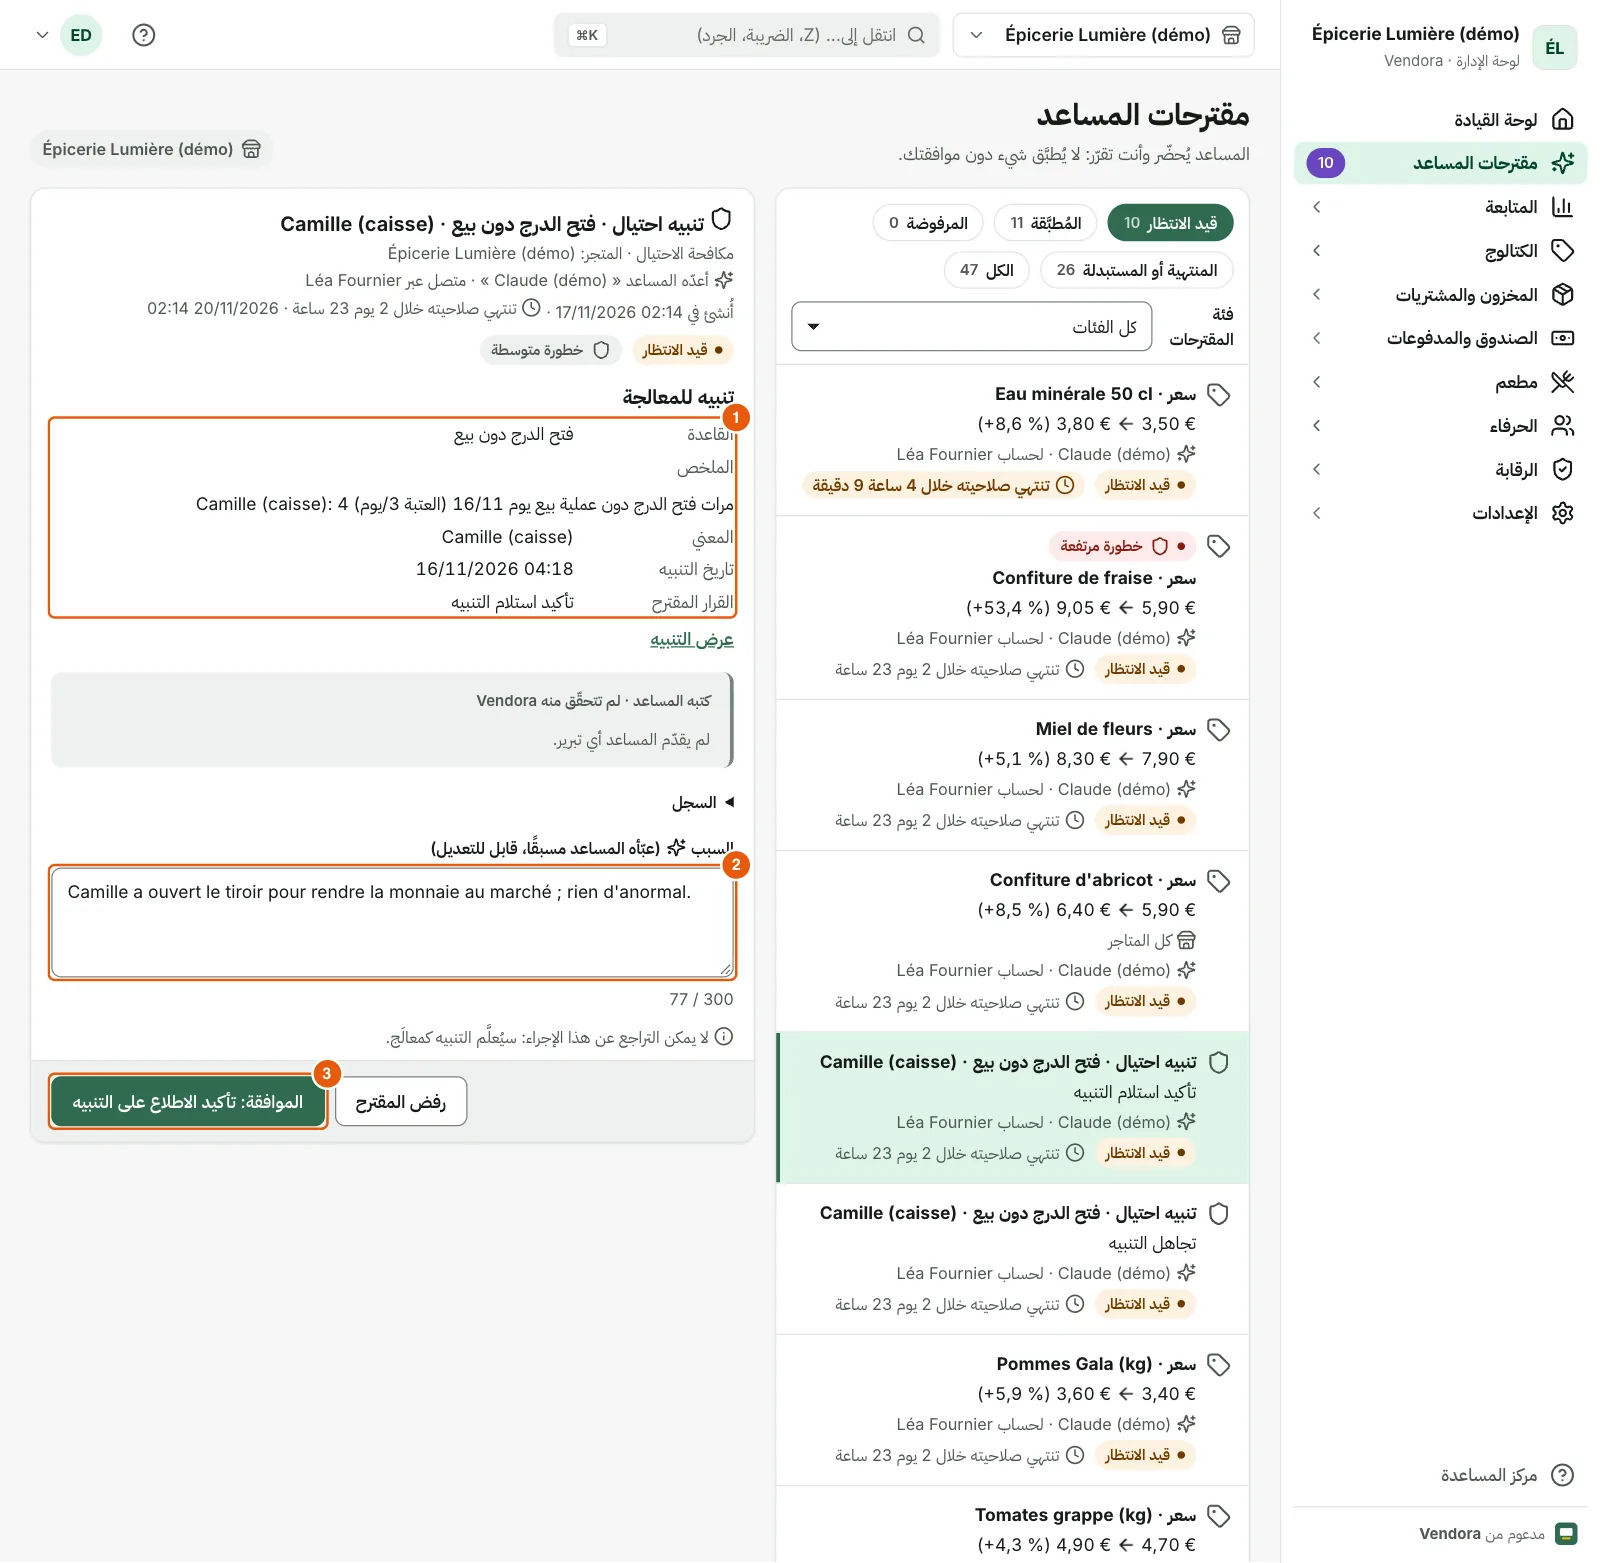 Épicerie Lumière (démo)
لوحة الإدارة · Vendora
ÉL
لوحة القيادة
مقترحات المساعد
10
المتابعة
الكتالوج
المخزون والمشتريات
الصندوق والمدفوعات
مطعم
الحرفاء
الرقابة
الإعدادات
مركز المساعدة
مدعوم من Vendora
Épicerie Lumière (démo)
انتقل إلى... (Z، الضريبة، الجرد)
⌘K
ED
مقترحات المساعد
المساعد يُحضّر وأنت تقرّر: لا يُطبَّق شيء دون موافقتك.
Épicerie Lumière (démo)
قيد الانتظار 10
المُطبَّقة 11
المرفوضة 0
المنتهية أو المستبدلة 26
الكل 47
فئة المقترحات
كل الفئات
سعر · Eau minérale 50 cl
3,50 € ← 3,80 € (+8,6 %)
Claude (démo) · لحساب Léa Fournier
قيد الانتظار
تنتهي صلاحيته خلال 4 ساعة 9 دقيقة
خطورة مرتفعة
سعر · Confiture de fraise
5,90 € ← 9,05 € (+53,4 %)
Claude (démo) · لحساب Léa Fournier
قيد الانتظار
تنتهي صلاحيته خلال 2 يوم 23 ساعة
سعر · Miel de fleurs
7,90 € ← 8,30 € (+5,1 %)
Claude (démo) · لحساب Léa Fournier
قيد الانتظار
تنتهي صلاحيته خلال 2 يوم 23 ساعة
سعر · Confiture d'abricot
5,90 € ← 6,40 € (+8,5 %)
كل المتاجر
Claude (démo) · لحساب Léa Fournier
قيد الانتظار
تنتهي صلاحيته خلال 2 يوم 23 ساعة
تنبيه احتيال · فتح الدرج دون بيع · Camille (caisse)
تأكيد استلام التنبيه
Claude (démo) · لحساب Léa Fournier
قيد الانتظار
تنتهي صلاحيته خلال 2 يوم 23 ساعة
تنبيه احتيال · فتح الدرج دون بيع · Camille (caisse)
تجاهل التنبيه
Claude (démo) · لحساب Léa Fournier
قيد الانتظار
تنتهي صلاحيته خلال 2 يوم 23 ساعة
سعر · Pommes Gala (kg)
3,40 € ← 3,60 € (+5,9 %)
Claude (démo) · لحساب Léa Fournier
قيد الانتظار
تنتهي صلاحيته خلال 2 يوم 23 ساعة
سعر · Tomates grappe (kg)
4,70 € ← 4,90 € (+4,3 %)
تنبيه احتيال · فتح الدرج دون بيع · Camille (caisse)
مكافحة الاحتيال · المتجر: Épicerie Lumière (démo)
أعدّه المساعد « Claude (démo) » · متصل عبر Léa Fournier
أُنشئ في 17/11/2026 02:14 · تنتهي صلاحيته خلال 2 يوم 23 ساعة · 20/11/2026 02:14
قيد الانتظار
خطورة متوسطة
تنبيه للمعالجة
1
القاعدة
فتح الدرج دون بيع
الملخص
Camille (caisse): 4 مرات فتح الدرج دون عملية بيع يوم 16/11 (العتبة 3/يوم)
المعني
Camille (caisse)
تاريخ التنبيه
16/11/2026 04:18
القرار المقترح
تأكيد استلام التنبيه
عرض التنبيه
كتبه المساعد · لم تتحقّق منه Vendora
لم يقدّم المساعد أي تبرير.
السجل
السبب (عبّأه المساعد مسبقًا، قابل للتعديل)
2
Camille a ouvert le tiroir pour rendre la monnaie au marché ; rien d'anormal.
77 / 300
لا يمكن التراجع عن هذا الإجراء: سيُعلَّم التنبيه كمعالَج.
رفض المقترح
3
الموافقة: تأكيد الاطلاع على التنبيه